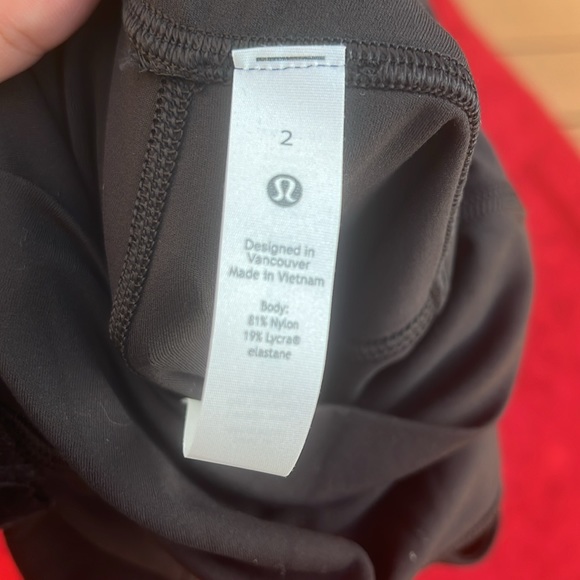 2
Designed in
Vancouver
Made in Vietnam
Body:
81% Nylon
19% Lycra®
elastane